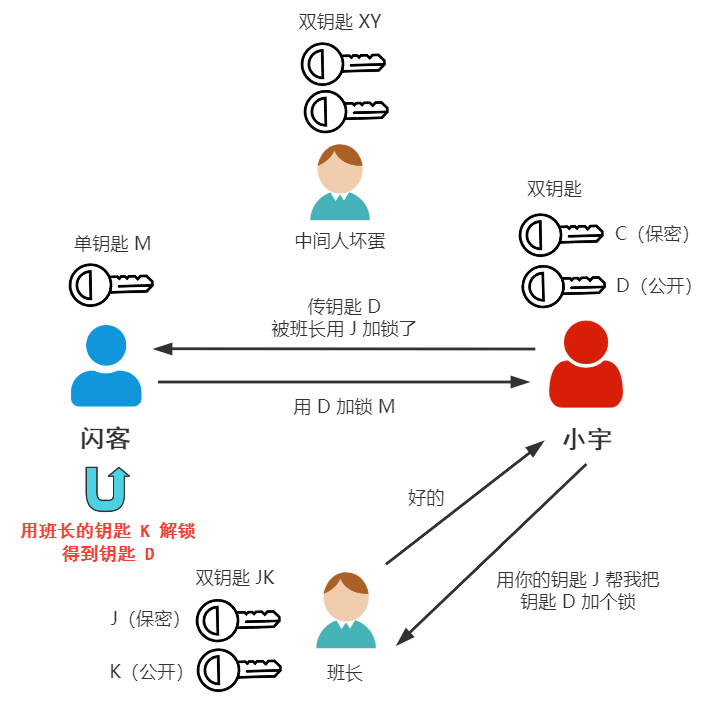 双钥匙 XY
中间人坏蛋
双钥匙
C（保密）
D（公开）
单钥匙 M
传钥匙 D
被班长用 J 加锁了
用 D 加锁 M
闪客
小宇
用班长的钥匙 K 解锁
得到钥匙 D
好的
用你的钥匙 J 帮我把
钥匙 D 加个锁
双钥匙 JK
J（保密）
K（公开）
班长